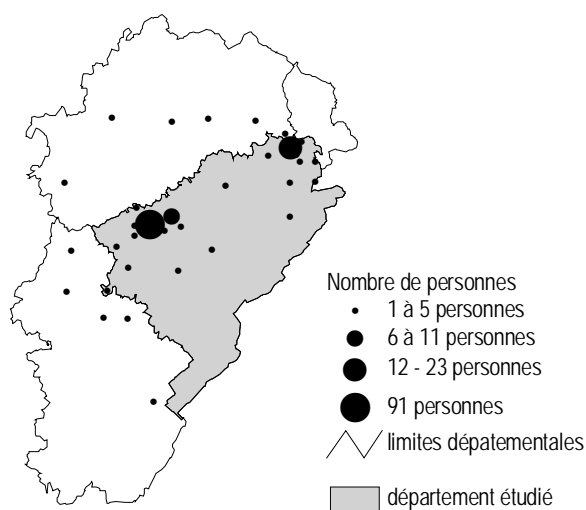 Nombre de personnes
1 à 5 personnes
6 à 11 personnes
12 - 23 personnes
91 personnes
limites dépatementales
département étudié